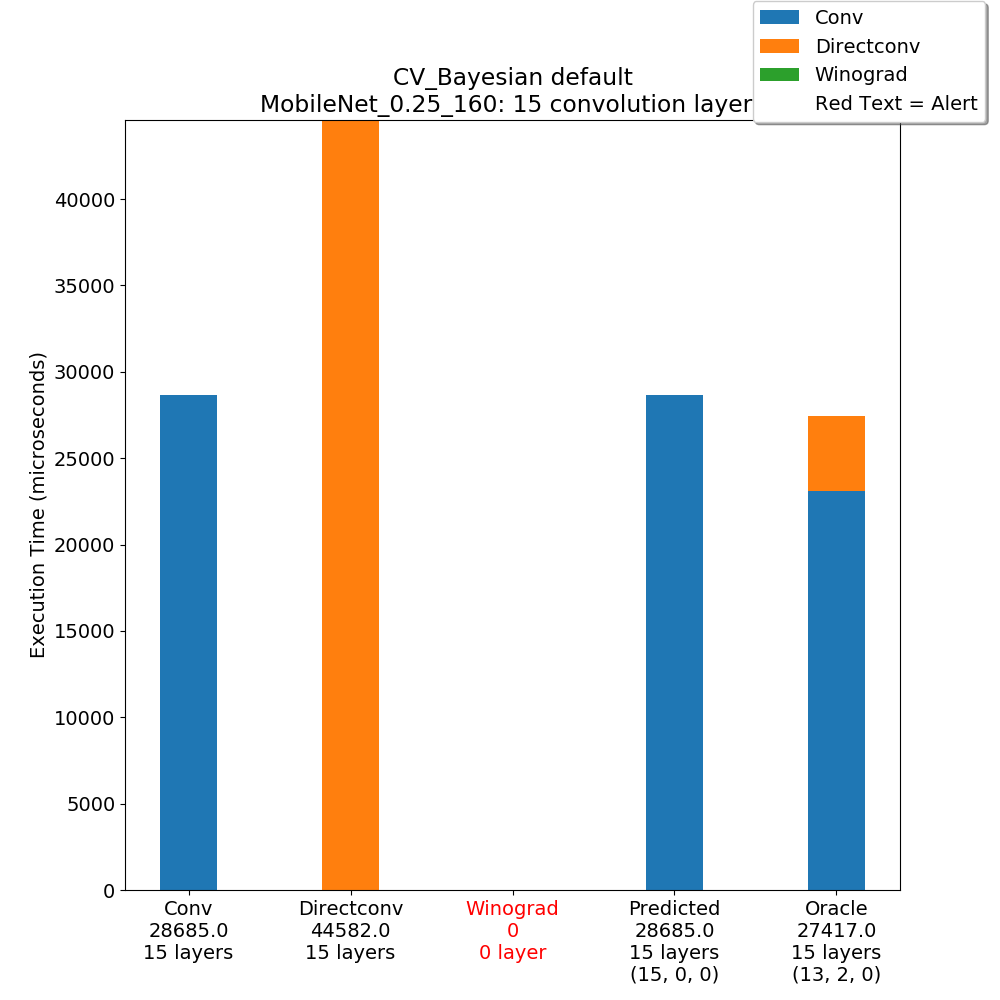 Conv
Directconv
Winograd
Red Text = Alert
CV_Bayesian default
MobileNet_0.25_160: 15 convolution layer
Execution Time (microseconds)
40000
35000
30000
25000
20000
15000
10000
5000
0
Conv
28685.0
15 layers
Directconv
44582.0
15 layers
Winograd
0
0 layer
Predicted
28685.0
15 layers
(15, 0, 0)
Oracle
27417.0
15 layers
(13, 2, 0)